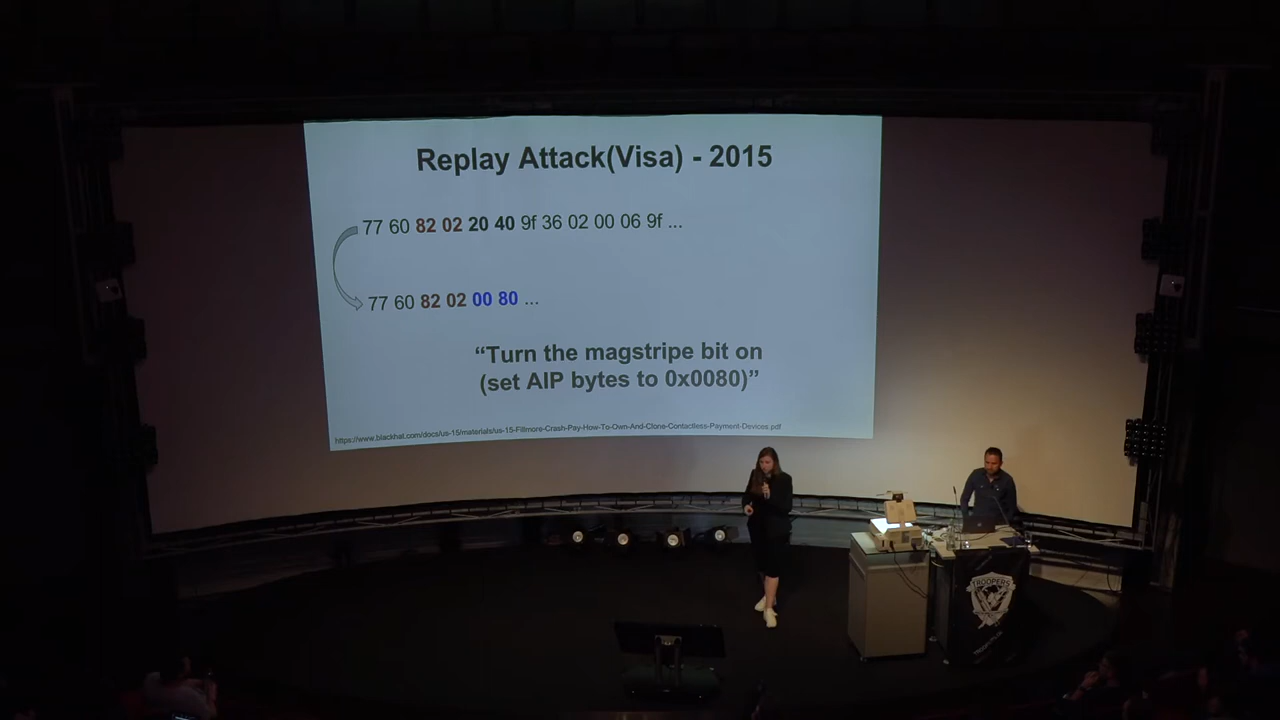 Replay Attack(Visa) - 2015
77 60 82 02 20 40 9f 36 02 00 06 9f ...
77 60 82 02 00 80 ...
“Turn the magstripe bit on
(set AIP bytes to 0x0080)”
https://www.blackhat.com/docs/us-15/materials/us-15-Fillmore-Crash-Pay-How-To-Own-And-Clone-Contactless-Payment-Devices.pdf
TROOPERS